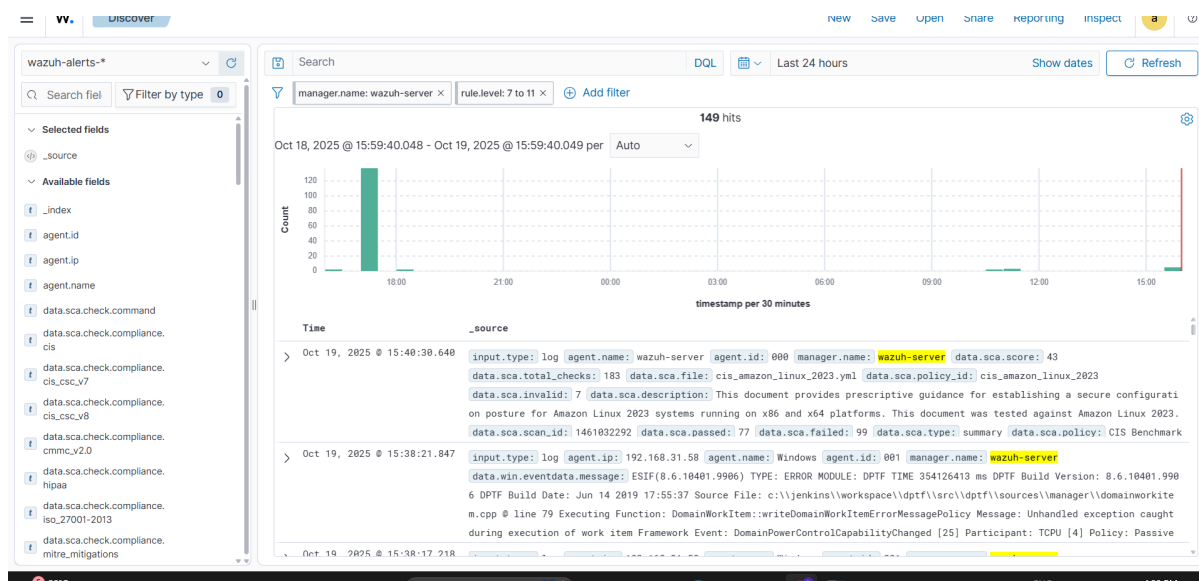 W. Discover New Save Open Share Reporting Inspect a
wazuh-alerts-*
Search DQL Last 24 hours Show dates Refresh
Search fiel Filter by type 0
manager.name: wazuh-server × rule.level: 7 to 11 × Add filter
149 hits
Selected fields
_source
Available fields
t _index
t agent.id
t agent.ip
t agent.name
t data.sca.check.command
t data.sca.check.compliance.
cis
t data.sca.check.compliance.
cis_csc_v7
t data.sca.check.compliance.
cis_csc_v8
t data.sca.check.compliance.
cmmc_v2.0
t data.sca.check.compliance.
hipaa
t data.sca.check.compliance.
iso_27001-2013
t data.sca.check.compliance.
mitre_mitigations
Oct 18, 2025 @ 15:59:40.048 - Oct 19, 2025 @ 15:59:40.049 per Auto
Count
120
100
80
60
40
20
0
18:00 21:00 00:00 03:00 06:00 09:00 12:00 15:00
timestamp per 30 minutes
Time _source
Oct 19, 2025 @ 15:40:30.640 input.type: log agent.name: wazuh-server agent.id: 000 manager.name: wazuh-server data.sca.score: 43
data.sca.total_checks: 183 data.sca.file: cis_amazon_linux_2023.yml data.sca.policy_id: cis_amazon_linux_2023
data.sca.invalid: 7 data.sca.description: This document provides prescriptive guidance for establishing a secure configurati
on posture for Amazon Linux 2023 systems running on x86 and x64 platforms. This document was tested against Amazon Linux 2023.
data.sca.scan_id: 1461032292 data.sca.passed: 77 data.sca.failed: 99 data.sca.type: summary data.sca.policy: CIS Benchmark
Oct 19, 2025 @ 15:38:21.847 input.type: log agent.ip: 192.168.31.58 agent.name: Windows agent.id: 001 manager.name: wazuh-server
data.win.eventdata.message: ESIF(8.6.10401.9906) TYPE: ERROR MODULE: DPTF TIME 354126413 ms DPTF Build Version: 8.6.10401.990
6 DPTF Build Date: Jun 14 2019 17:55:37 Source File: c:\\jenkins\\workspace\\dptf\\src\\dptf\\sources\\manager\\domainworkite
m.cpp @ line 79 Executing Function: DomainWorkItem::writeDomainWorkItemErrorMessagePolicy Message: Unhandled exception caught
during execution of work item Framework Event: DomainPowerControlCapabilityChanged [25] Participant: TCPU [4] Policy: Passive
Oct 19, 2025 @ 15:38:17.218